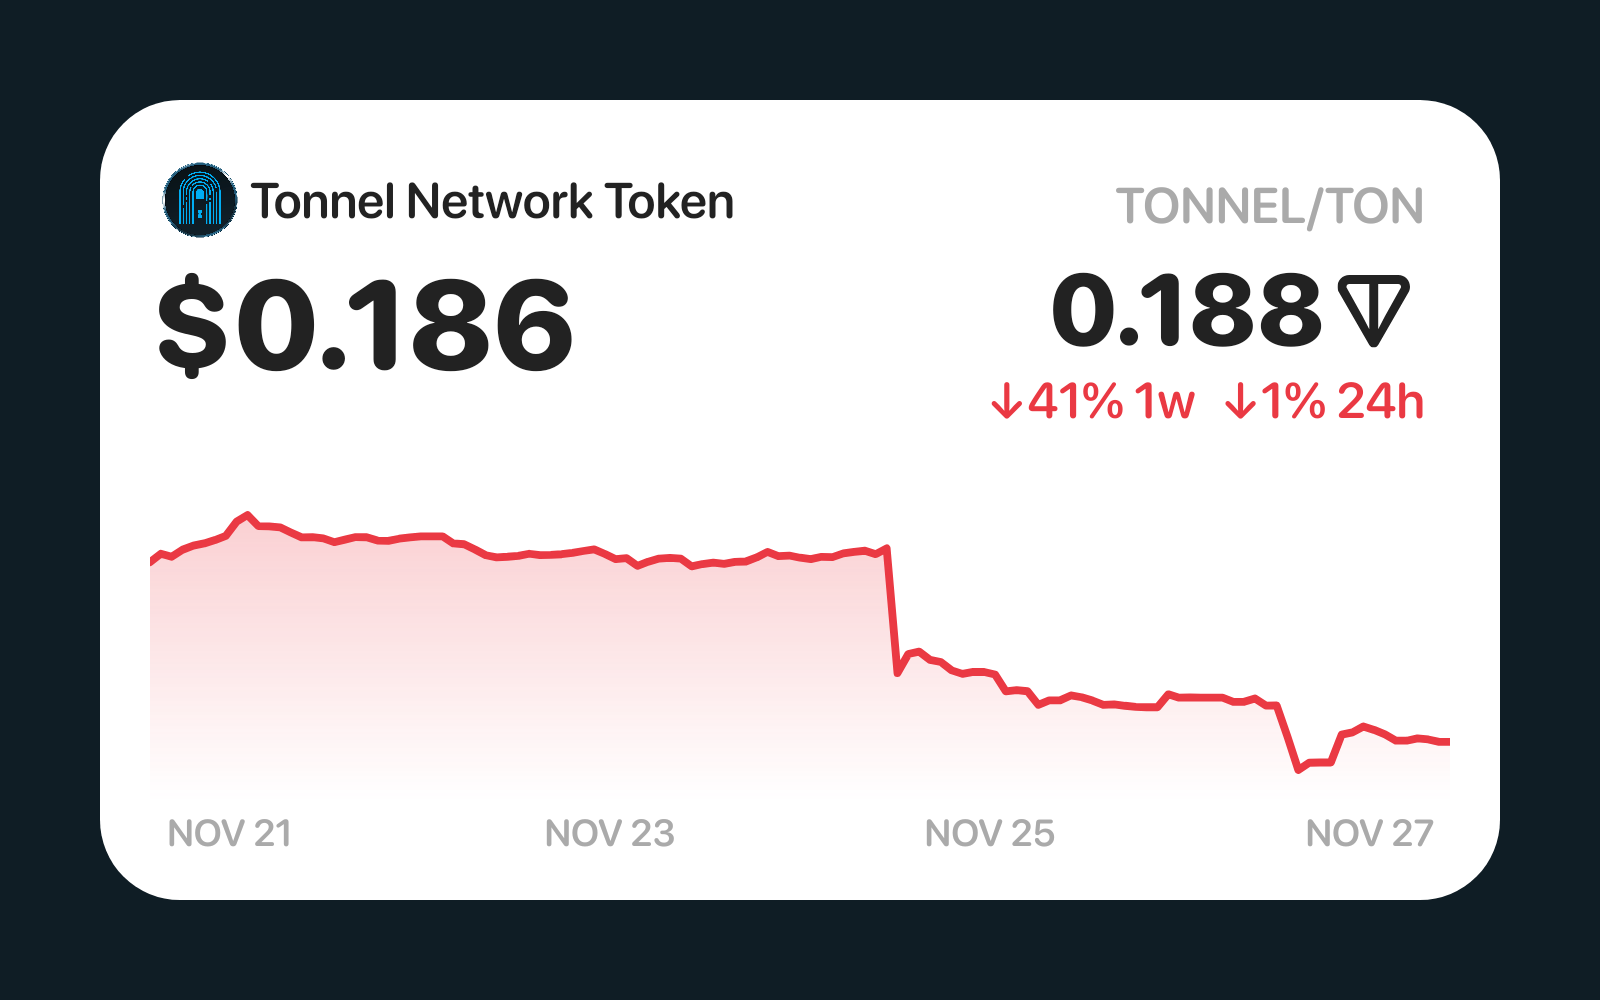 Tonnel Network Token
TONNEL/TON
$0.186
0.188
↓41% 1w ↓1% 24h
NOV 21
NOV 23
NOV 25
NOV 27